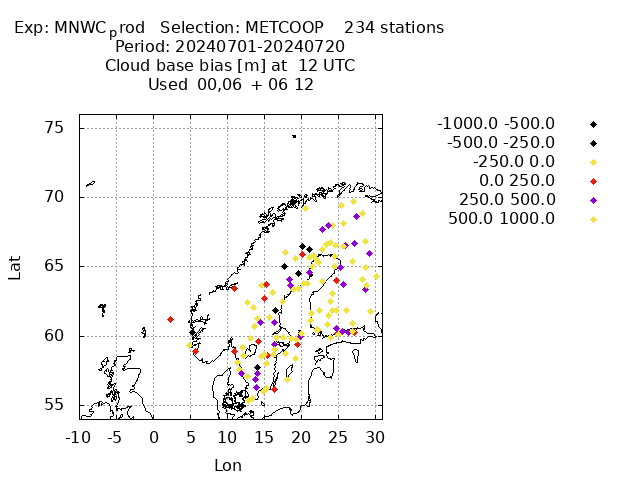 Exp: MNWCprod   Selection: METCOOP    234 stations
Period: 20240701-20240720
Cloud base bias [m] at  12 UTC
Used  00,06  + 06 12
-1000.0 -500.0
-500.0 -250.0
-250.0 0.0
0.0 250.0
250.0 500.0
500.0 1000.0
75
70
65
60
55
Lat
-10 -5 0 5 10 15 20 25 30
Lon